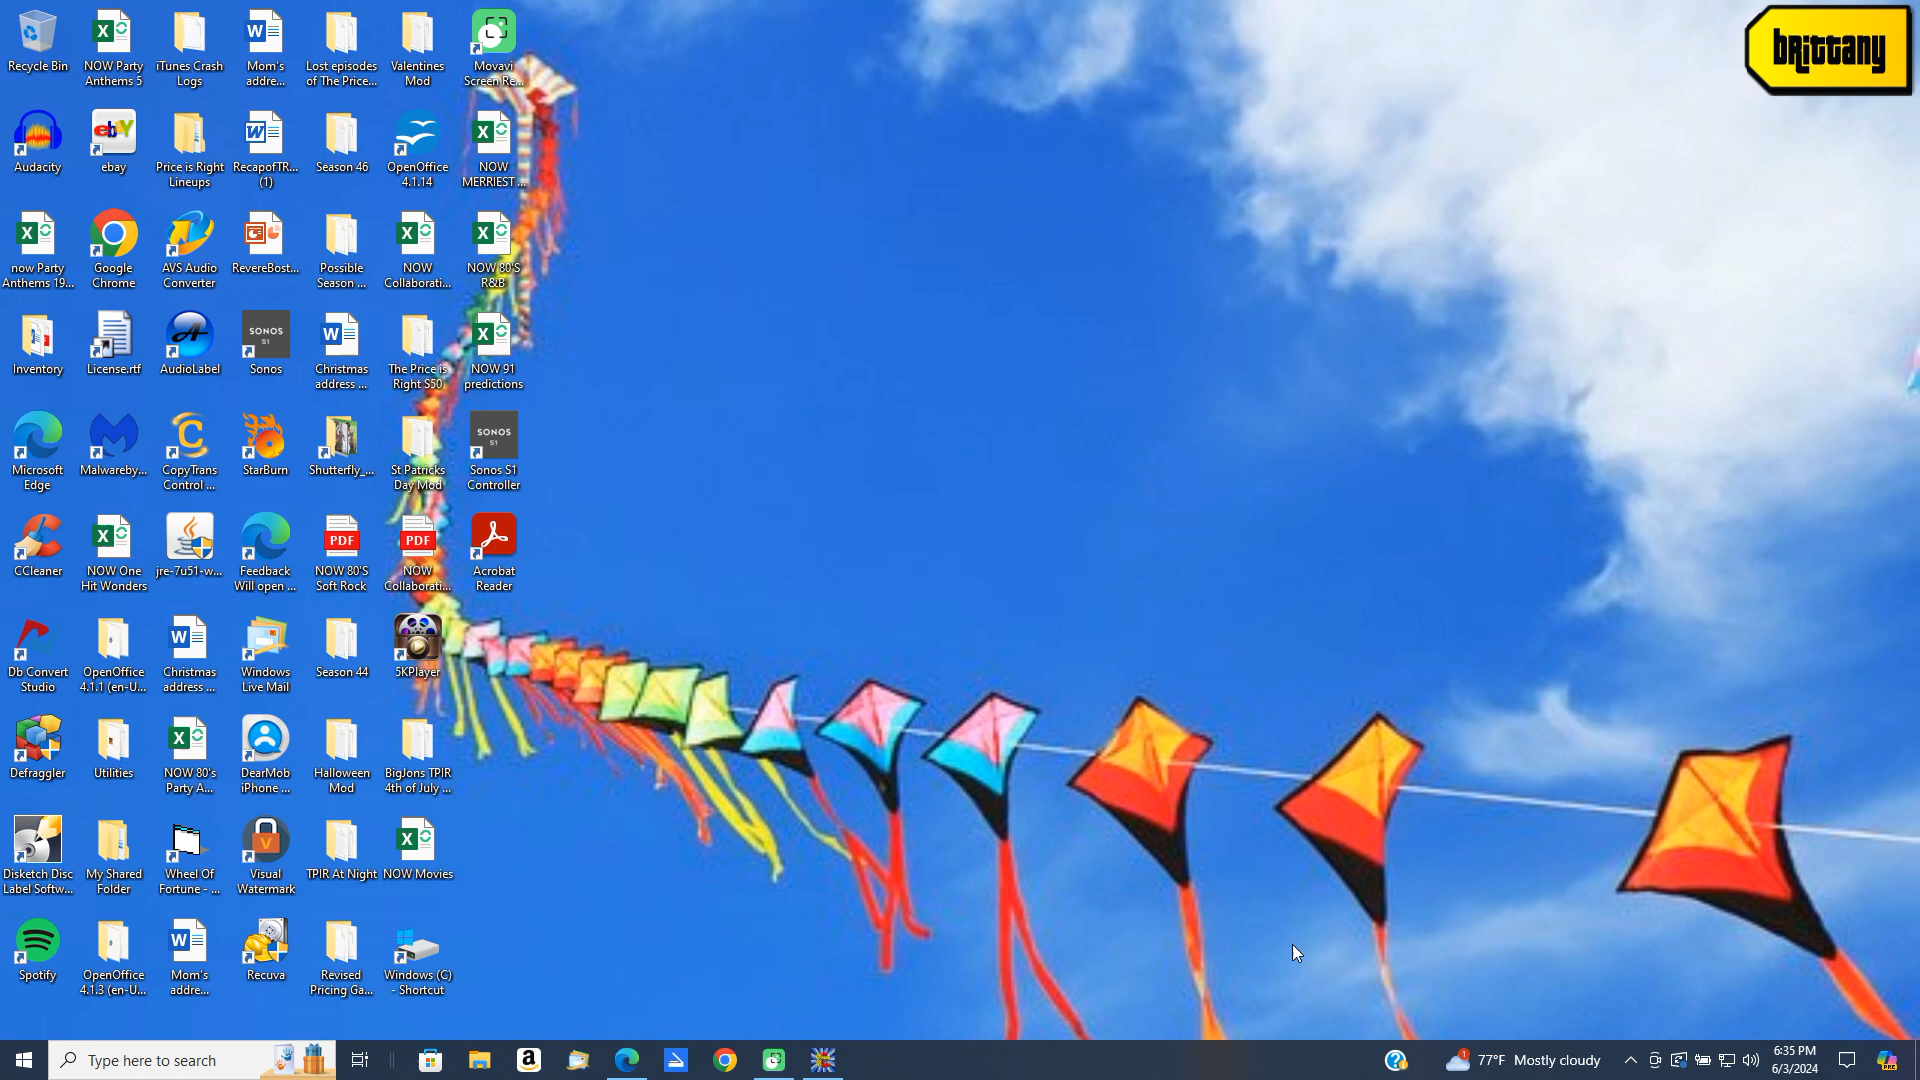 Recycle Bin
NOW Party
Anthems 5
iTunes Crash
Logs
Mom's
addre...
Lost episodes
of The Price...
Valentines
Mod
Movavi
Screen Re...
brittany
Audacity
ebay
Price is Right
Lineups
RecapofTR...
(1)
Season 46
OpenOffice
4.1.14
NOW
MERRIEST ...
now Party
Anthems 19...
Google
Chrome
AVS Audio
Converter
RevereBost...
Possible
Season ...
NOW
Collaborati...
NOW 80'S
R&B
Inventory
License.rtf
AudioLabel
SONOS
S1
Sonos
Christmas
address ...
The Price is
Right S50
NOW 91
predictions
Microsoft
Edge
Malwareby...
CopyTrans
Control ...
StarBurn
Shutterfly_...
St Patricks
Day Mod
SONOS
S1
Sonos S1
Controller
CCleaner
NOW One
Hit Wonders
jre-7u51-w...
Feedback
Will open ...
PDF
NOW 80'S
Soft Rock
PDF
NOW
Collaborati...
Acrobat
Reader
Db Convert
Studio
OpenOffice
4.1.1 (en-U...
Christmas
address ...
Windows
Live Mail
Season 44
5KPlayer
Defraggler
Utilities
NOW 80's
Party A...
DearMob
iPhone ...
Halloween
Mod
BigJons TPIR
4th of July ...
Disketch Disc
Label Softw...
My Shared
Folder
Wheel Of
Fortune - ...
Visual
Watermark
TPIR At Night
NOW Movies
Spotify
OpenOffice
4.1.3 (en-U...
Mom's
addre...
Recuva
Revised
Pricing Ga...
Windows (C)
- Shortcut
Type here to search
1
77°F Mostly cloudy
6:35 PM
6/3/2024